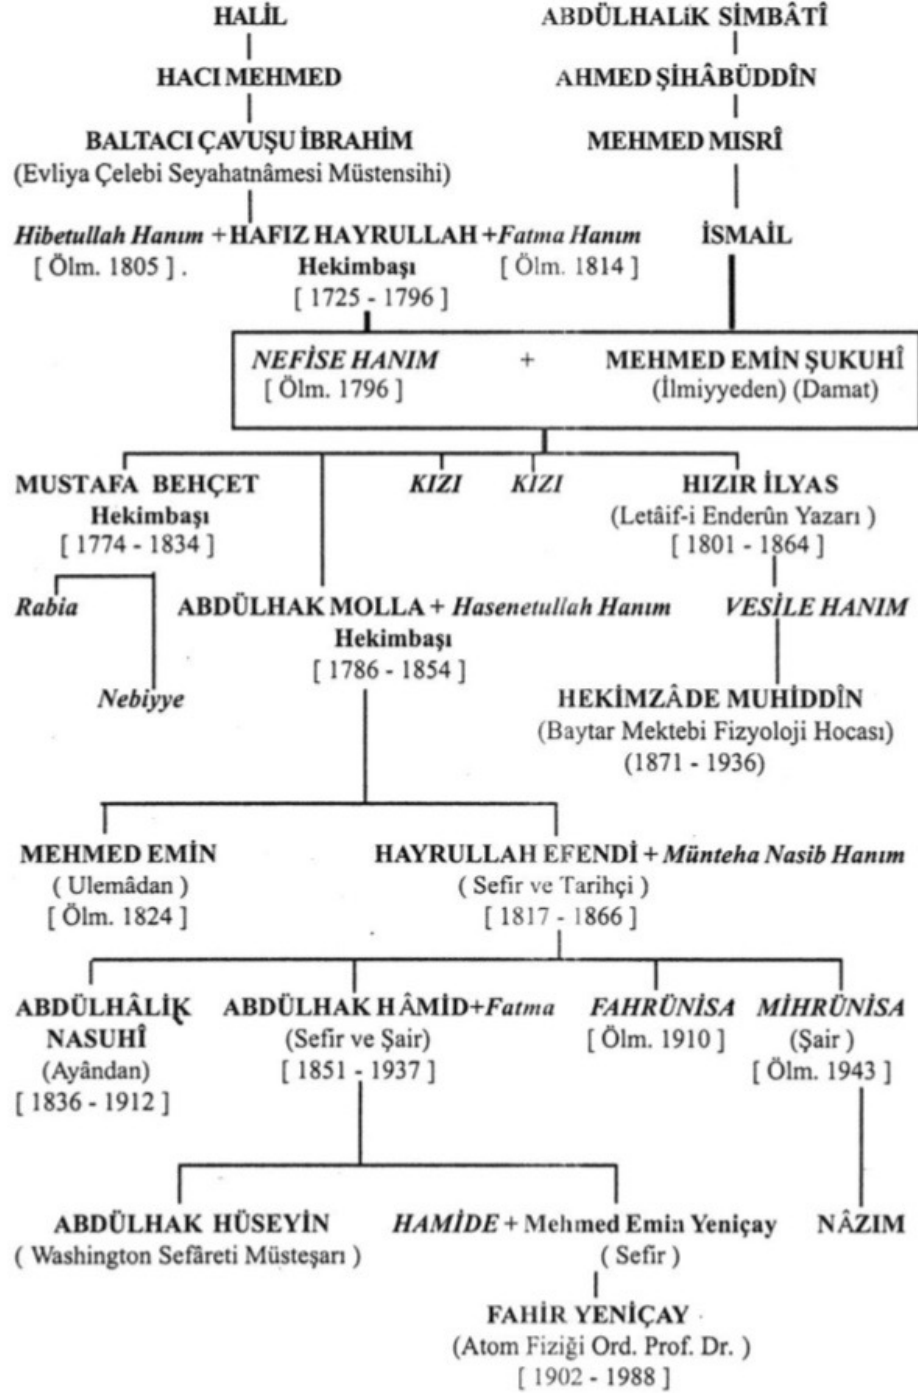 HALİL ABDÜLHALiK SİMBÂTÎ
HACI MEHMED AHMED ŞİHÂBÜDDÎN
BALTACI ÇAVUŞU İBRAHİM MEHMED MISRÎ
(Evliya Çelebi Seyahatnâmesi Müstensihi)
Hibetullah Hanım + HAFIZ HAYRULLAH + Fatma Hanım İSMAİL
[ Ölm. 1805 ] . Hekimbaşı [ Ölm. 1814 ]
[ 1725 - 1796 ]
NEFİSE HANIM + MEHMED EMİN ŞUKUHÎ
[ Ölm. 1796 ] (İlmiyyeden) (Damat)
MUSTAFA BEHÇET KIZI KIZI HIZIR İLYAS
Hekimbaşı (Letâif-i Enderûn Yazarı )
[ 1774 - 1834 ] [ 1801 - 1864 ]
Rabia ABDÜLHAK MOLLA + Hasenetullah Hanım VESİLE HANIM
Hekimbaşı
[ 1786 - 1854 ]
Nebiyye HEKİMZÂDE MUHİDDÎN
(Baytar Mektebi Fizyoloji Hocası)
(1871 - 1936)
MEHMED EMİN HAYRULLAH EFENDİ + Münteha Nasib Hanım
( Ulemâdan ) ( Sefir ve Tarihçi )
[ Ölm. 1824 ] [ 1817 - 1866 ]
ABDÜLHÂLİK ABDÜLHAK HÂMİD+Fatma FAHRÜNİSA MİHRÜNİSA
NASUHÎ (Sefir ve Şair) [ Ölm. 1910 ] (Şair )
(Ayândan) [ 1851 - 1937 ] [ Ölm. 1943 ]
[ 1836 - 1912 ]
ABDÜLHAK HÜSEYİN HAMİDE + Mehmed Emin Yeniçay NÂZIM
( Washington Sefâreti Müsteşarı ) ( Sefir )
FAHİR YENİÇAY
(Atom Fiziği Ord. Prof. Dr. )
[ 1902 - 1988 ]